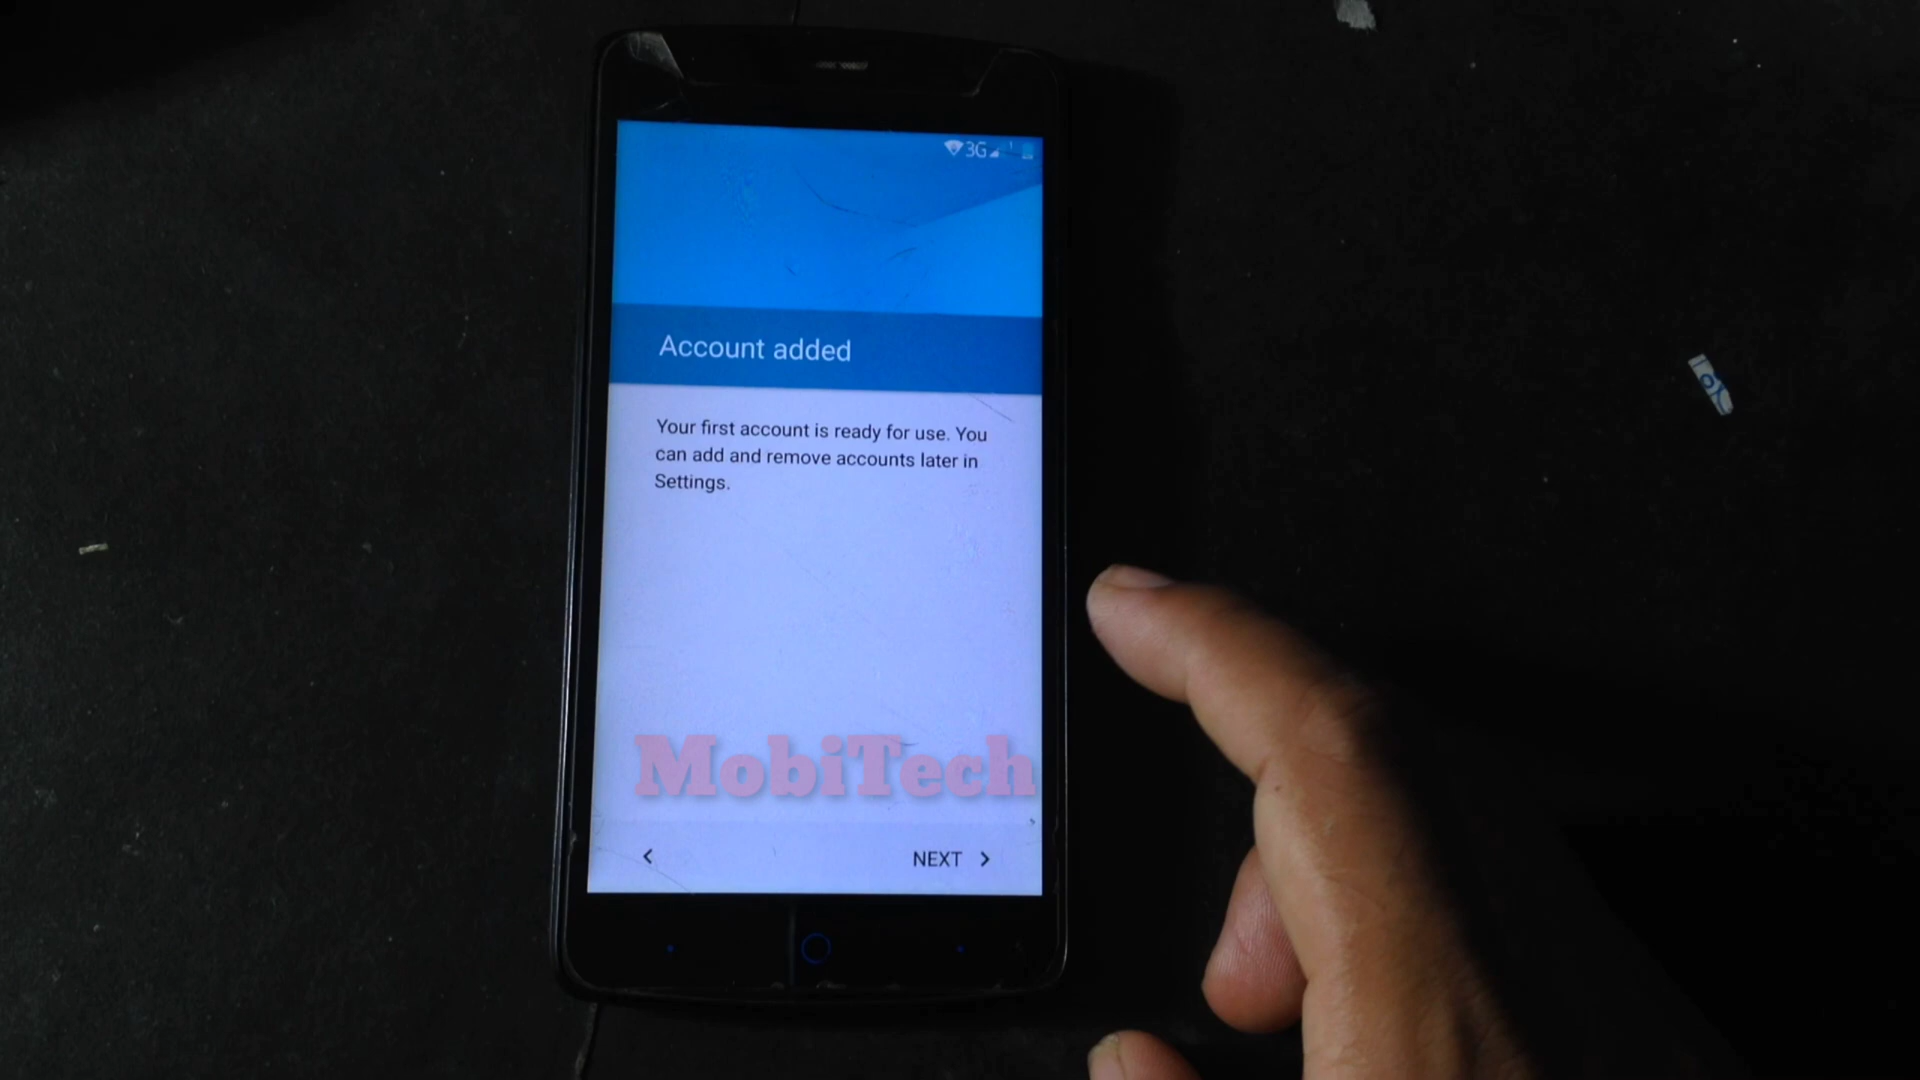 3G
Account added
Your first account is ready for use. You
can add and remove accounts later in
Settings.
MobiTech
NEXT